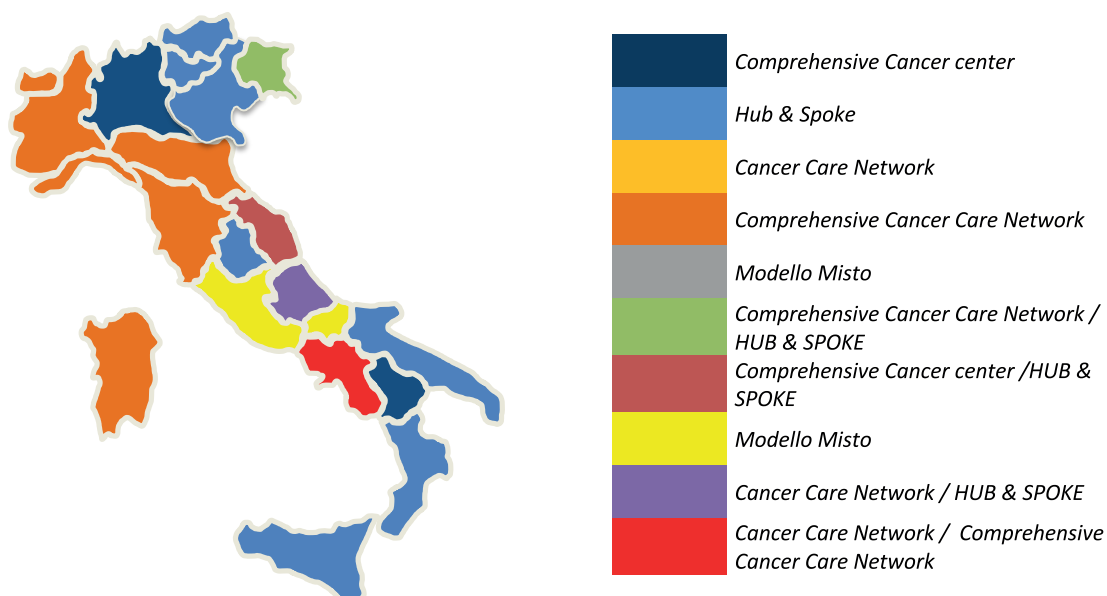 Comprehensive Cancer center
Hub & Spoke
Cancer Care Network
Comprehensive Cancer Care Network
Modello Misto
Comprehensive Cancer Care Network /
HUB & SPOKE
Comprehensive Cancer center /HUB &
SPOKE
Modello Misto
Cancer Care Network / HUB & SPOKE
Cancer Care Network / Comprehensive
Cancer Care Network